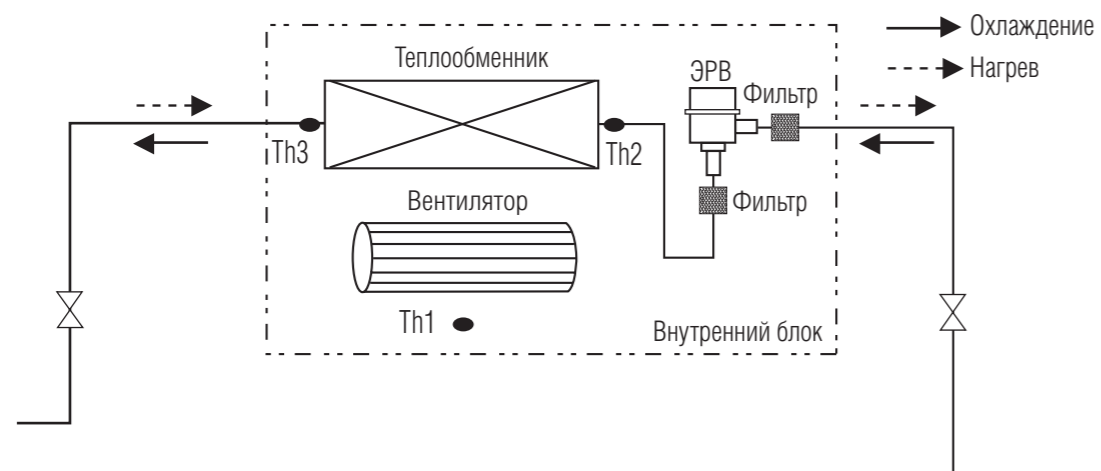 Охлаждение
Нагрев
Теплообменник
ЭРВ
Фильтр
Th3
Th2
Фильтр
Вентилятор
Th1
Внутренний блок